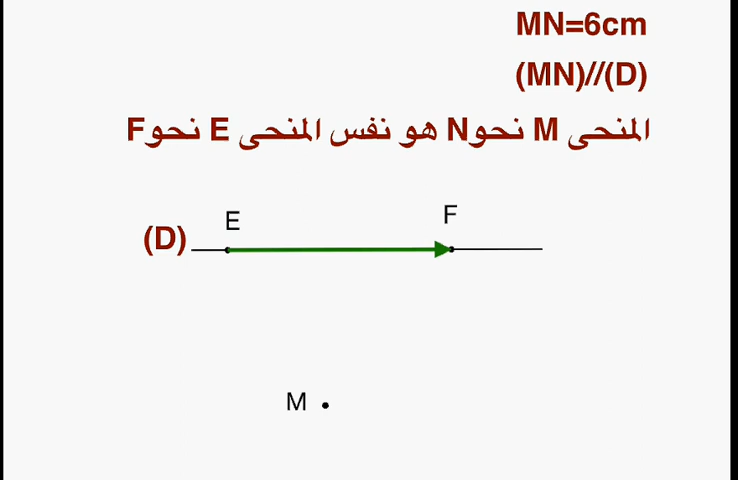 MN=6cm
(MN)//(D)
المنحى M نحوN هو نفس المنحى E نحوF
E
F
(D)
M